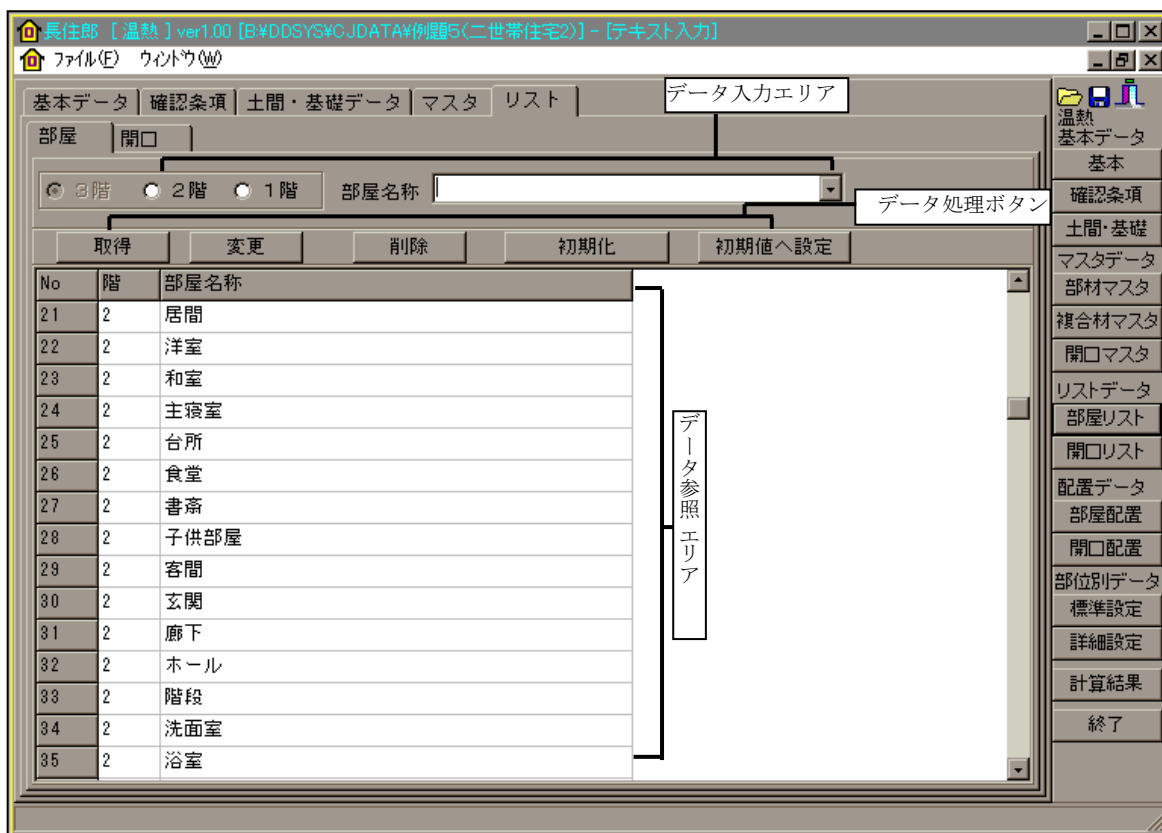 長住郎 [ 温熱 ] ver1.00 [B:¥DDSYS¥CJDATA¥例題5(二世帯住宅2)] - [テキスト入力]
ファイル(F) ウィンドウ(W)
基本データ 確認条項 土間・基礎データ マスタ リスト
データ入力エリア
部屋 開口
3階 2階 1階 部屋名称
データ処理ボタン
取得 変更 削除 初期化 初期値へ設定
No 階 部屋名称
21 2 居間
22 2 洋室
23 2 和室
24 2 主寝室
25 2 台所
26 2 食堂
27 2 書斎
28 2 子供部屋
29 2 客間
30 2 玄関
31 2 廊下
32 2 ホール
33 2 階段
34 2 洗面室
35 2 浴室
データ参照 エリア
温熱
基本データ
基本
確認条項
土間・基礎
マスタデータ
部材マスタ
複合材マスタ
開口マスタ
リストデータ
部屋リスト
開口リスト
配置データ
部屋配置
開口配置
部位別データ
標準設定
詳細設定
計算結果
終了